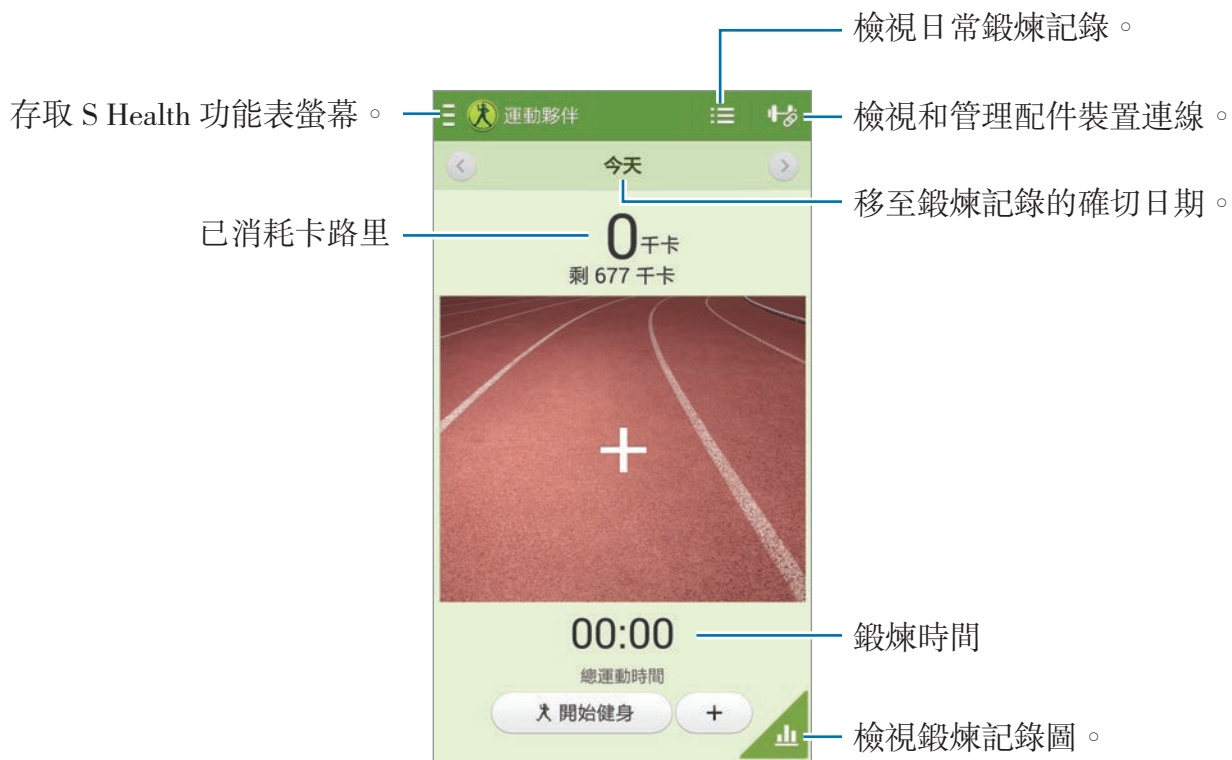 檢視日常鍛煉記錄。
存取 S Health 功能表螢幕。
運動夥伴
檢視和管理配件裝置連線。
今天
移至鍛煉記錄的確切日期。
已消耗卡路里
0千卡
剩 677 千卡
00:00
鍛煉時間
總運動時間
開始健身
+
檢視鍛煉記錄圖。